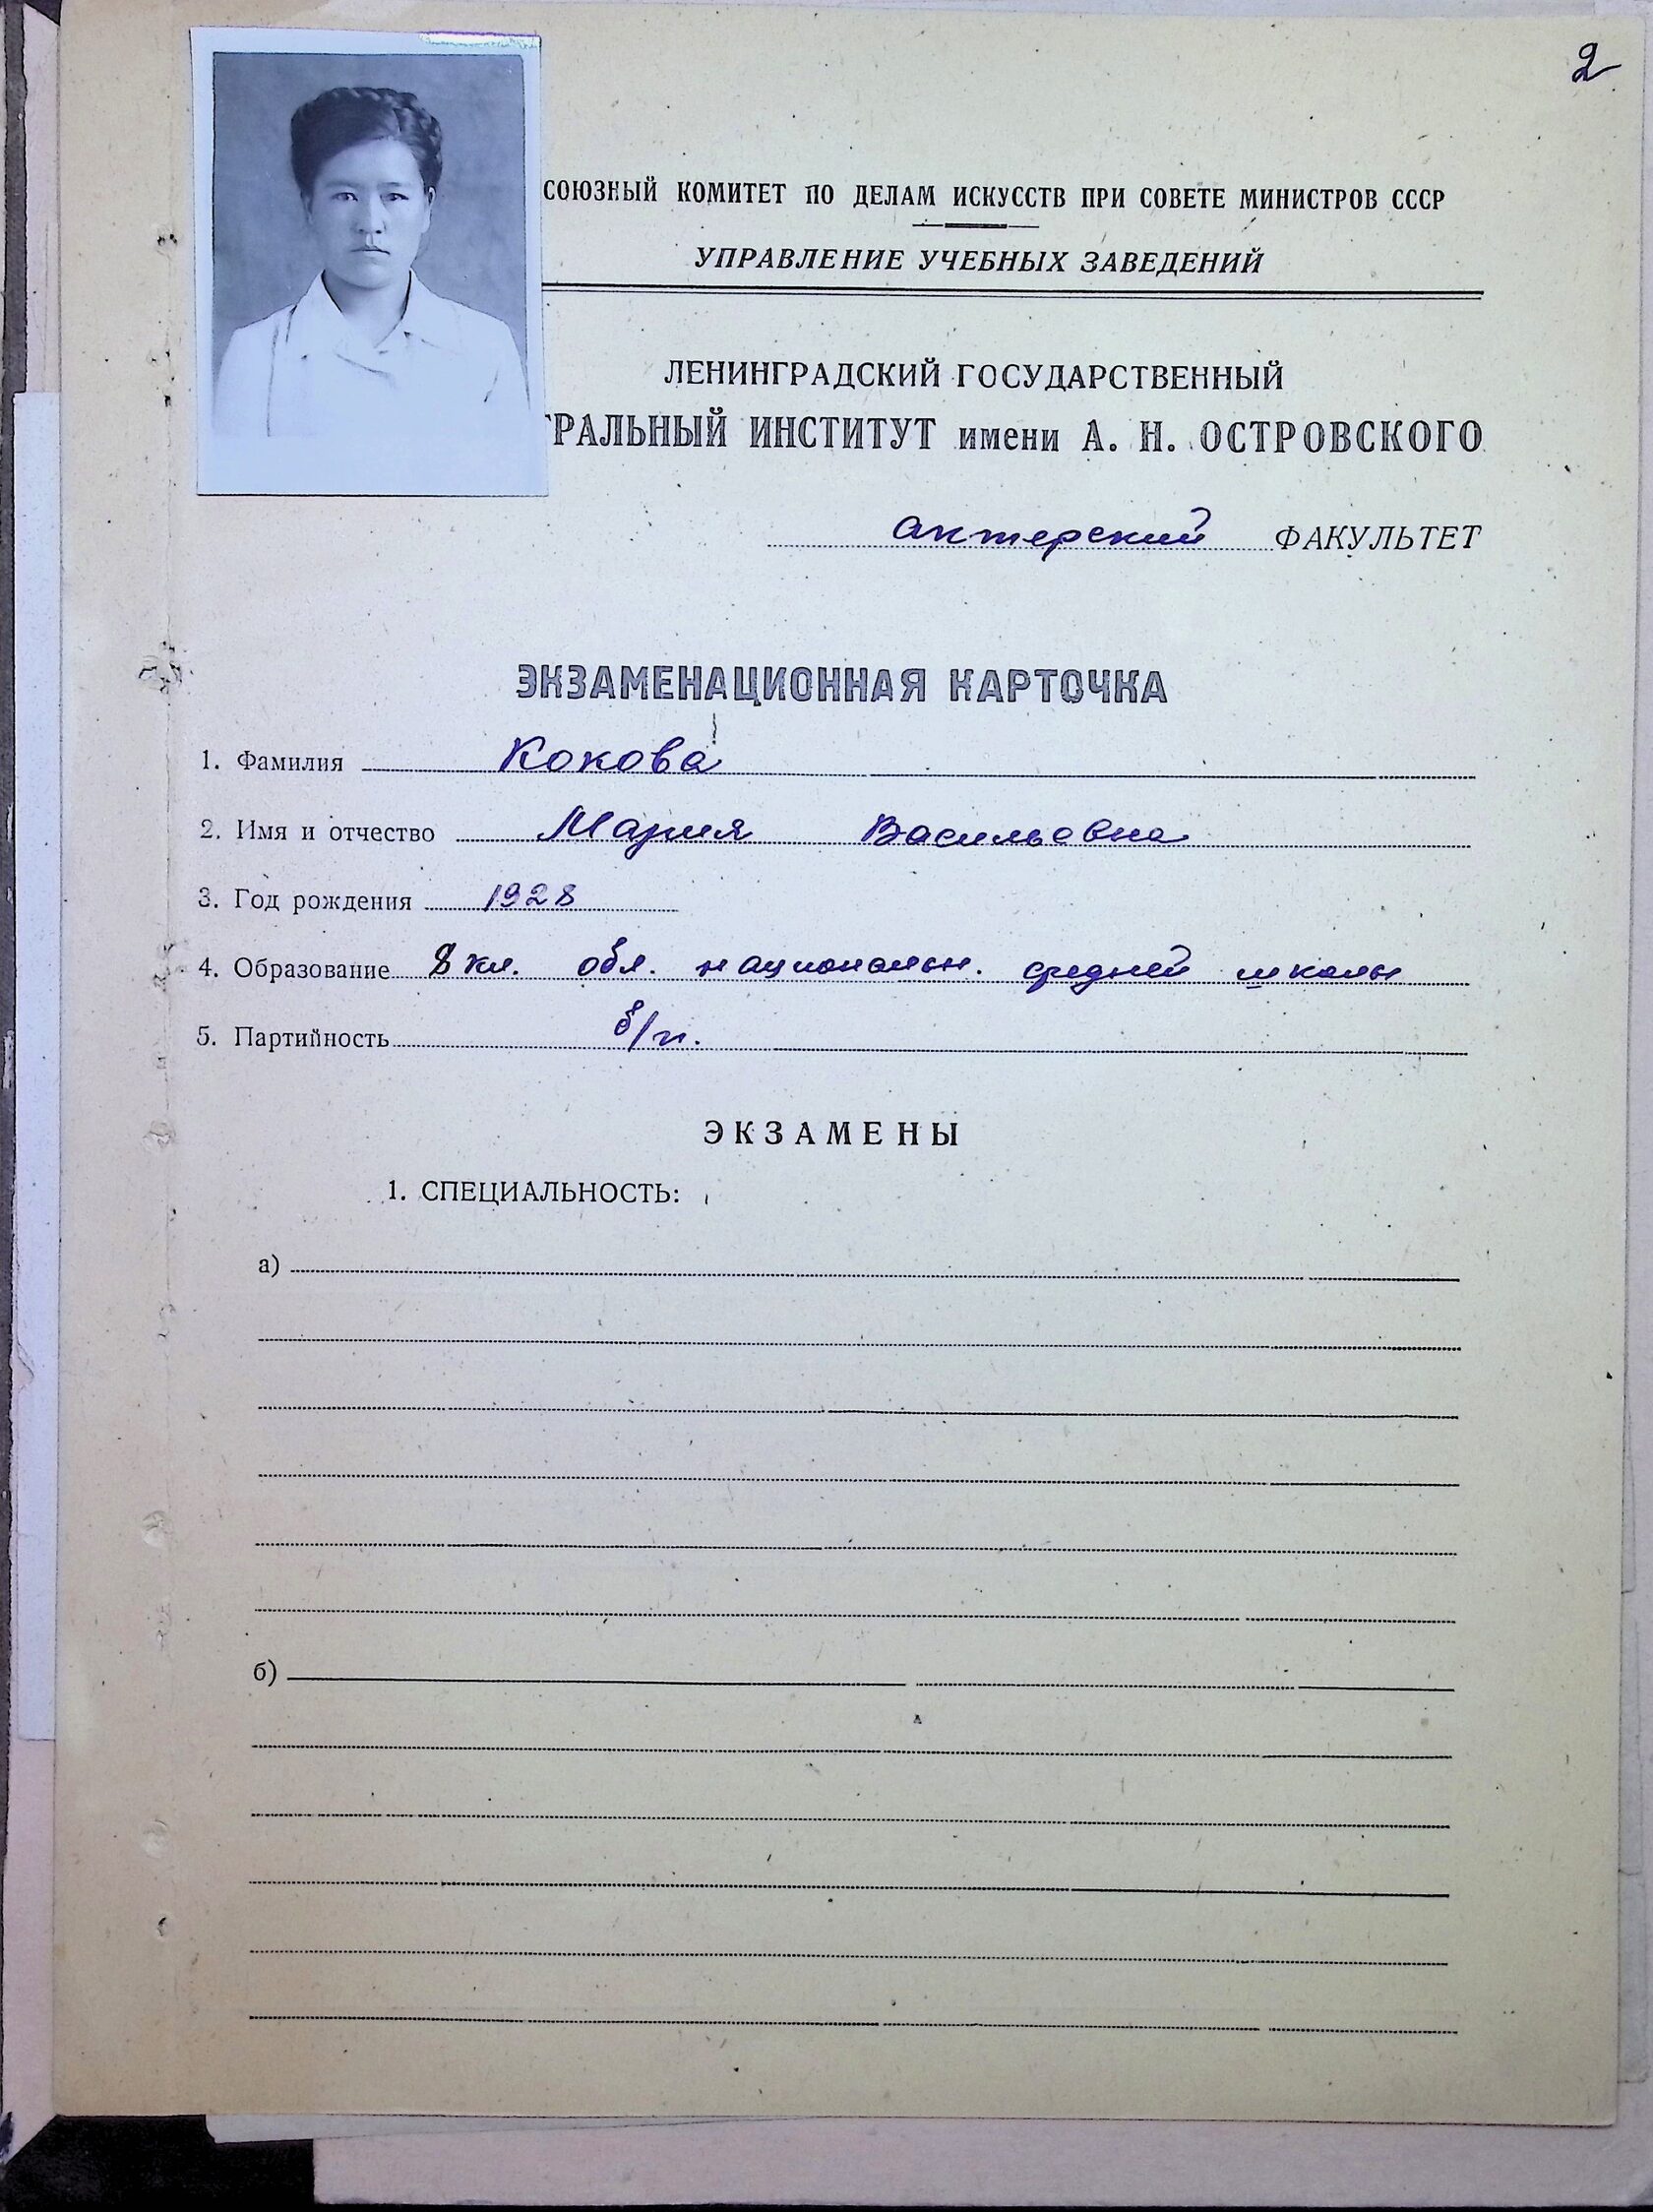 2
СОЮЗНЫЙ КОМИТЕТ ПО ДЕЛАМ ИСКУССТВ ПРИ СОВЕТЕ МИНИСТРОВ СССР
УПРАВЛЕНИЕ УЧЕБНЫХ ЗАВЕДЕНИЙ
ЛЕНИНГРАДСКИЙ ГОСУДАРСТВЕННЫЙ
ТРАЛЬНЫЙ ИНСТИТУТ имени А. Н. ОСТРОВСКОГО
актерский ФАКУЛЬТЕТ
ЭКЗАМЕНАЦИОННАЯ КАРТОЧКА
1. Фамилия Кокова
2. Имя и отчество Мария Васильевна
3. Год рождения 1928
4. Образование 8 кл. обл. национальн. средней школы
5. Партийность б/п.
ЭКЗАМЕНЫ
1. СПЕЦИАЛЬНОСТЬ:
а)
б)